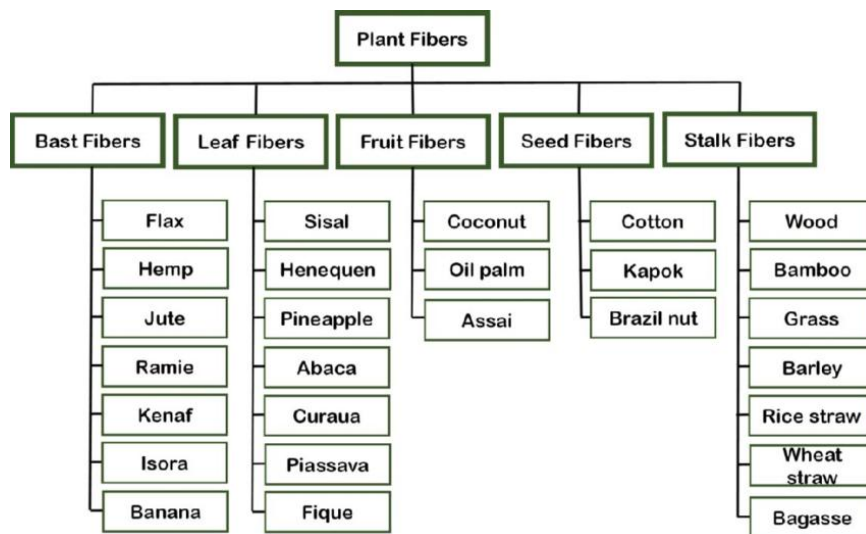 Plant Fibers
Bast Fibers
Leaf Fibers
Fruit Fibers
Seed Fibers
Stalk Fibers
Flax
Hemp
Jute
Ramie
Kenaf
Isora
Banana
Sisal
Henequen
Pineapple
Abaca
Curaua
Piassava
Fique
Coconut
Oil palm
Assai
Cotton
Kapok
Brazil nut
Wood
Bamboo
Grass
Barley
Rice straw
Wheat
straw
Bagasse